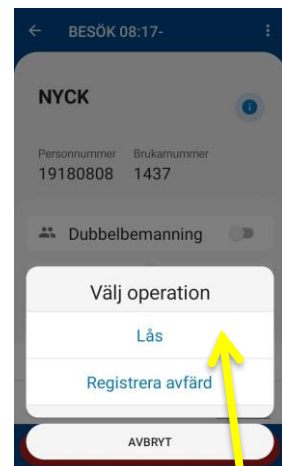 BESÖK 08:17-
NYCK
Personnummer Brukarnummer
19180808 1437
Dubbelbemanning
Välj operation
Lås
Registrera avfärd
AVBRYT